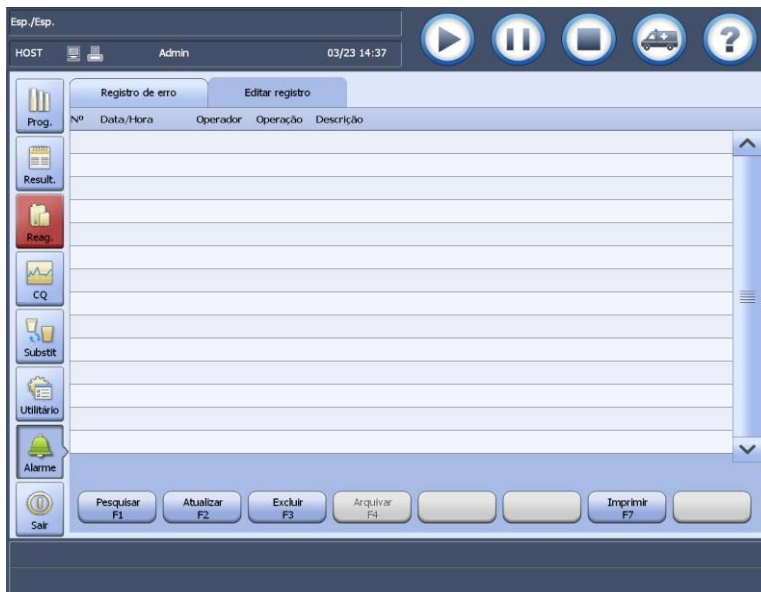 Esp./Esp.
HOST Admin 03/23 14:37
?
Registro de erro Editar registro
Nº Data/Hora Operador Operação Descrição
Prog.
Result.
Reag.
CQ
Substit
Utilitário
Alarme
Sair
Pesquisar F1
Atualizar F2
Excluir F3
Arquivar F4
Imprimir F7